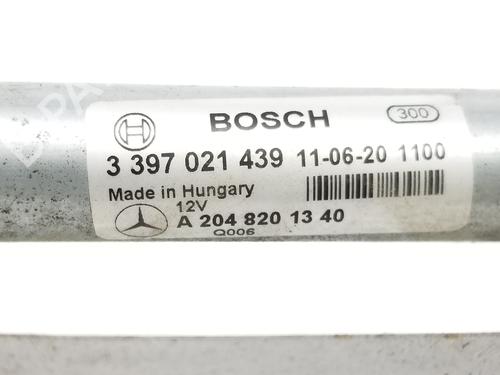 BOSCH 300
3 397 021 439 11-06-20 1100
Made in Hungary
12V
A 204 820 13 40
Q006